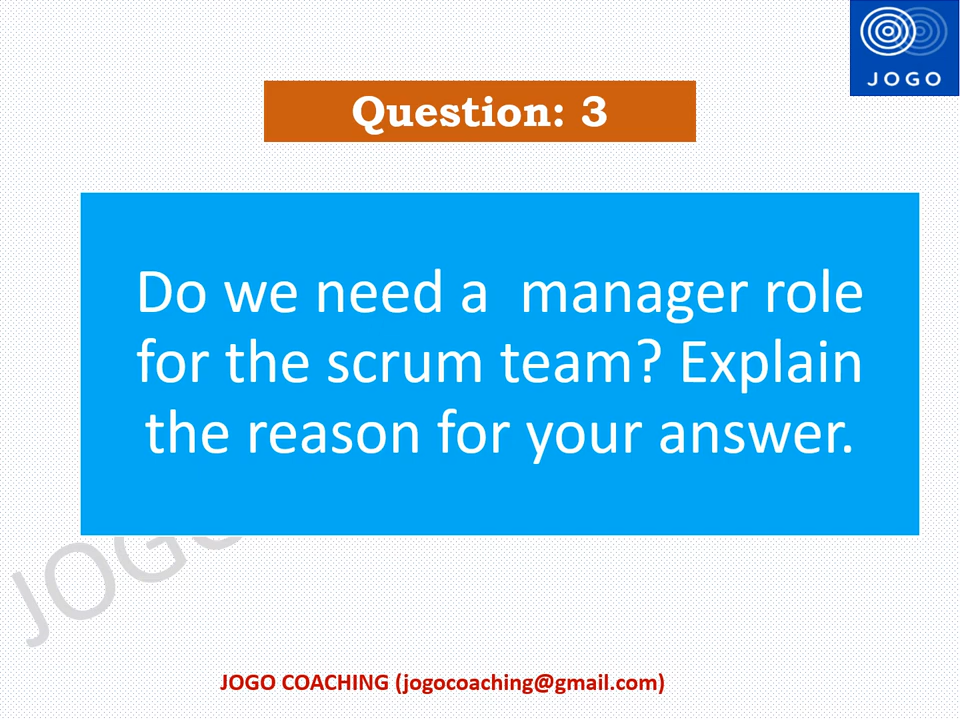 JOGO
Question: 3
Do we need a manager role
for the scrum team? Explain
the reason for your answer.
JOGO
JOGO COACHING (jogocoaching@gmail.com)